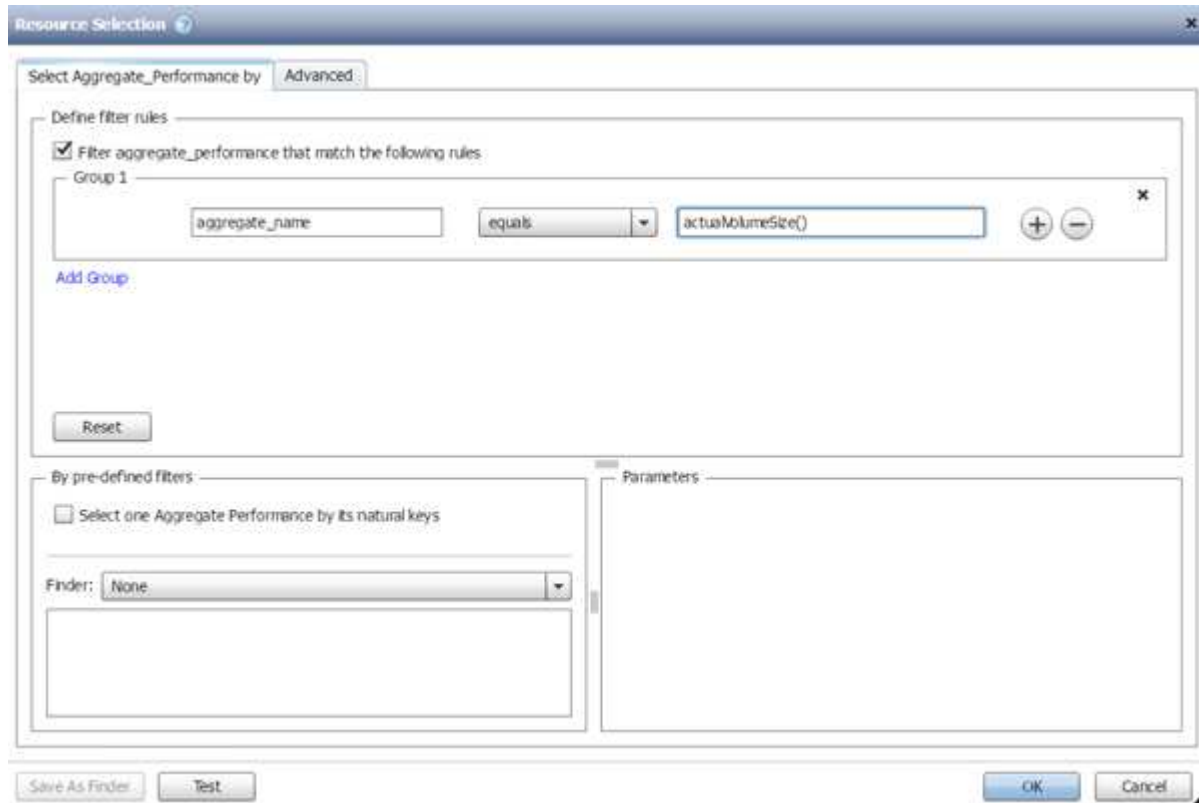 Resource Selection
Select Aggregate_Performance by
Advanced
Define filter rules
Filter aggregate_performance that match the following rules
Group 1
aggregate_name
equals
actualVolumeSize()
Add Group
Reset
By pre-defined filters
Select one Aggregate Performance by its natural keys
Finder: None
Parameters
Save As Finder
Test
OK
Cancel